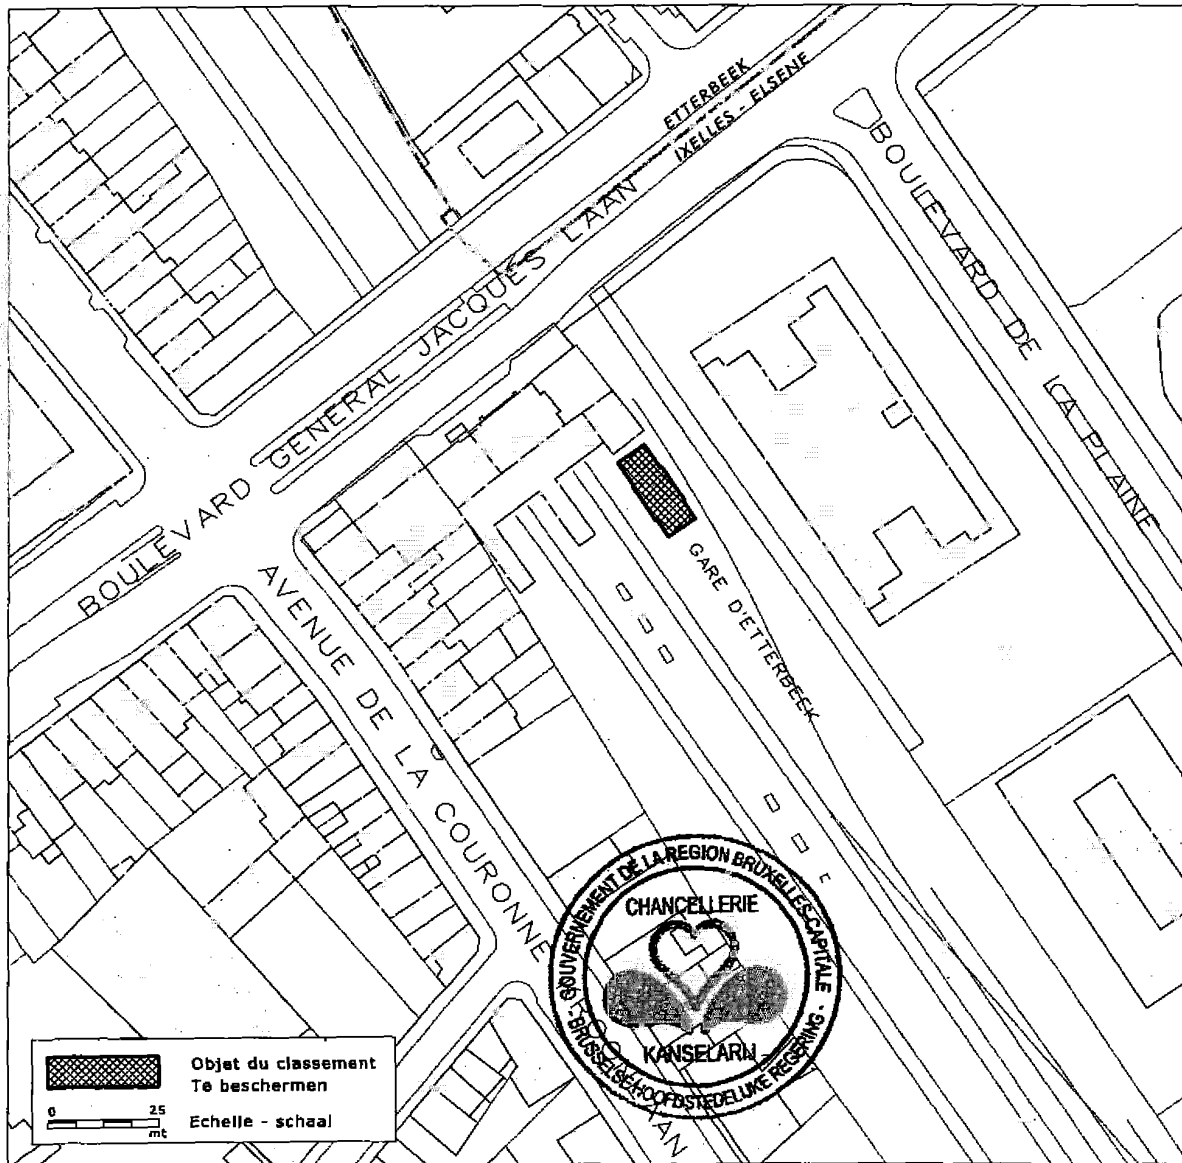 ETTERBEEK
IXELLES - ELSENE
BOULEVARD GENERAL JACQUES LAAN
BOULEVARD DE LA PLAINE
GARE D'ETTERBEEK
AVENUE DE LA COURONNE
GOUVERNEMENT DE LA REGION BRUXELLES-CAPITALE
CHANCELLERIE
KANSELARIJ
- BRUSSELSE HOOFDSTEDELIJKE REGERING -
Objet du classement
Te beschermen
0 25
mt
Echelle - schaal